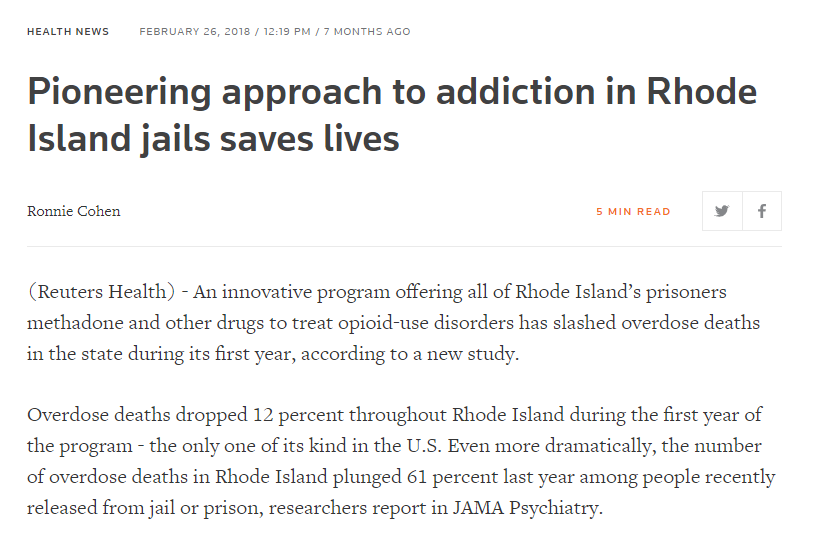 HEALTH NEWS FEBRUARY 26, 2018 / 12:19 PM / 7 MONTHS AGO
Pioneering approach to addiction in Rhode
Island jails saves lives
Ronnie Cohen 5 MIN READ
(Reuters Health) - An innovative program offering all of Rhode Island’s prisoners
methadone and other drugs to treat opioid-use disorders has slashed overdose deaths
in the state during its first year, according to a new study.
Overdose deaths dropped 12 percent throughout Rhode Island during the first year of
the program - the only one of its kind in the U.S. Even more dramatically, the number
of overdose deaths in Rhode Island plunged 61 percent last year among people recently
released from jail or prison, researchers report in JAMA Psychiatry.